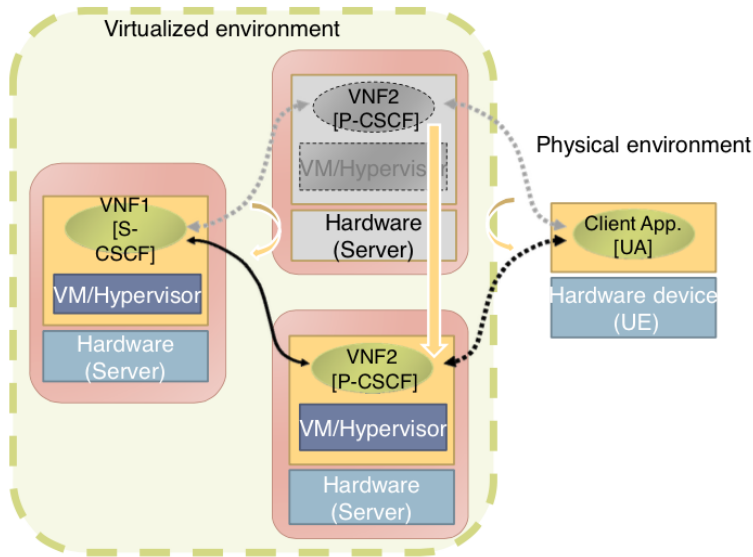 Virtualized environment
VNF2
[P-CSCF]
VM/Hypervisor
Hardware
(Server)
Physical environment
VNF1
[S-
CSCF]
VM/Hypervisor
Hardware
(Server)
Client App.
[UA]
Hardware device
(UE)
VNF2
[P-CSCF]
VM/Hypervisor
Hardware
(Server)